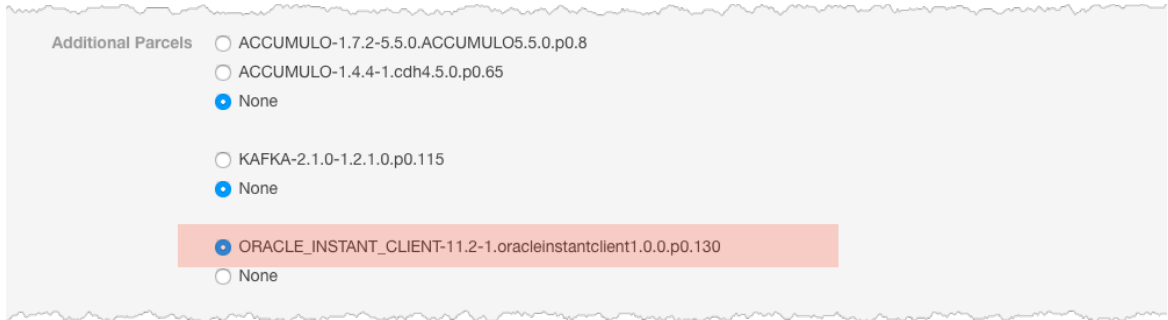 Additional Parcels ACCUMULO-1.7.2-5.5.0.ACCUMULO5.5.0.p0.8
ACCUMULO-1.4.4-1.cdh4.5.0.p0.65
None
KAFKA-2.1.0-1.2.1.0.p0.115
None
ORACLE_INSTANT_CLIENT-11.2-1.oracleinstantclient1.0.0.p0.130
None